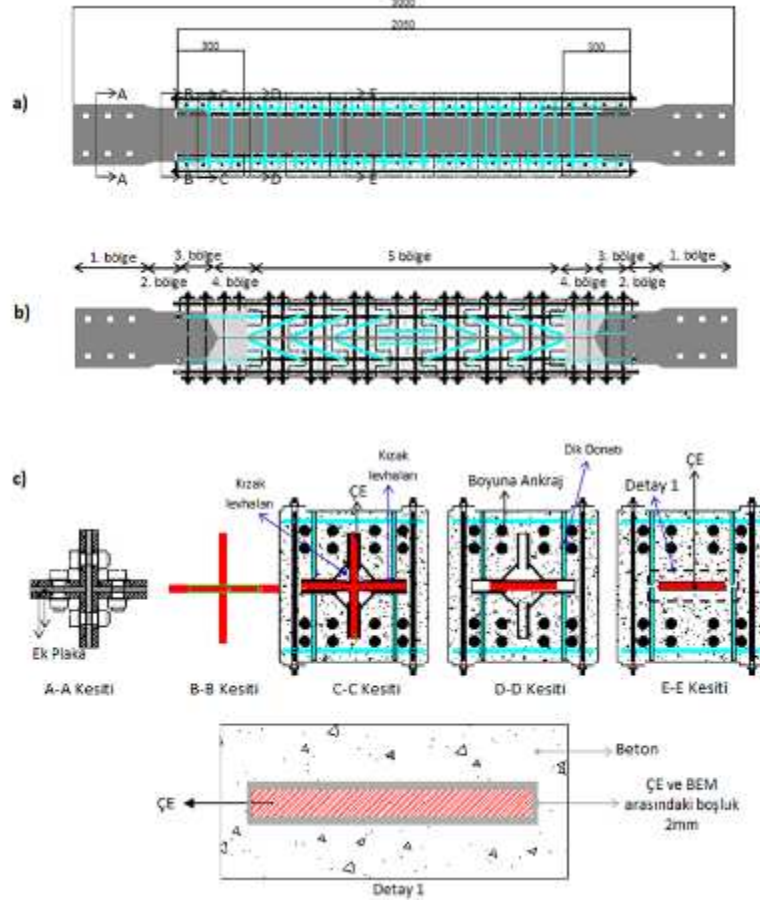 3000
2050
300 300
a)
A B C D E
A B C D E
1. bölge 3. bölge 5 bölge 3. bölge 1. bölge
2. bölge 4. bölge 4. bölge 2. bölge
b)
c)
Kızak levhaları
Kızak levhaları
ÇE
Boyuna Ankraj
Dik Donatı
Detay 1
ÇE
Ek Plaka
A-A Kesiti
B-B Kesiti
C-C Kesiti
D-D Kesiti
E-E Kesiti
Beton
ÇE
ÇE ve BEM
arasındaki boşluk
2mm
Detay 1